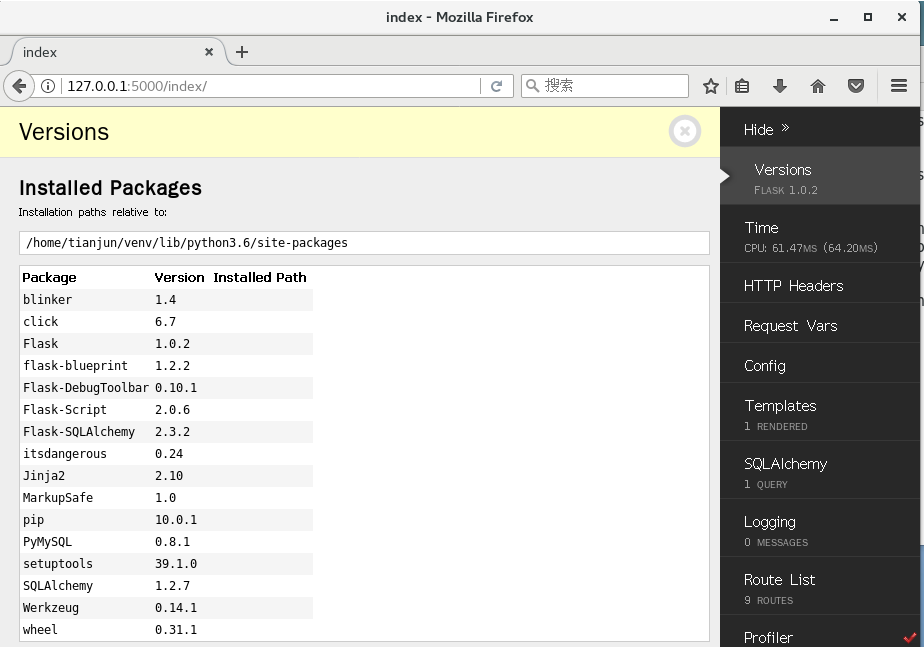 index - Mozilla Firefox
index
127.0.0.1:5000/index/
搜索
Versions
Installed Packages
Installation paths relative to:
/home/tianjun/venv/lib/python3.6/site-packages
Package Version Installed Path
blinker 1.4
click 6.7
Flask 1.0.2
flask-blueprint 1.2.2
Flask-DebugToolbar 0.10.1
Flask-Script 2.0.6
Flask-SQLAlchemy 2.3.2
itsdangerous 0.24
Jinja2 2.10
MarkupSafe 1.0
pip 10.0.1
PyMySQL 0.8.1
setuptools 39.1.0
SQLAlchemy 1.2.7
Werkzeug 0.14.1
wheel 0.31.1
Hide »
Versions
FLASK 1.0.2
Time
CPU: 61.47MS (64.20MS)
HTTP Headers
Request Vars
Config
Templates
1 RENDERED
SQLAlchemy
1 QUERY
Logging
0 MESSAGES
Route List
9 ROUTES
Profiler